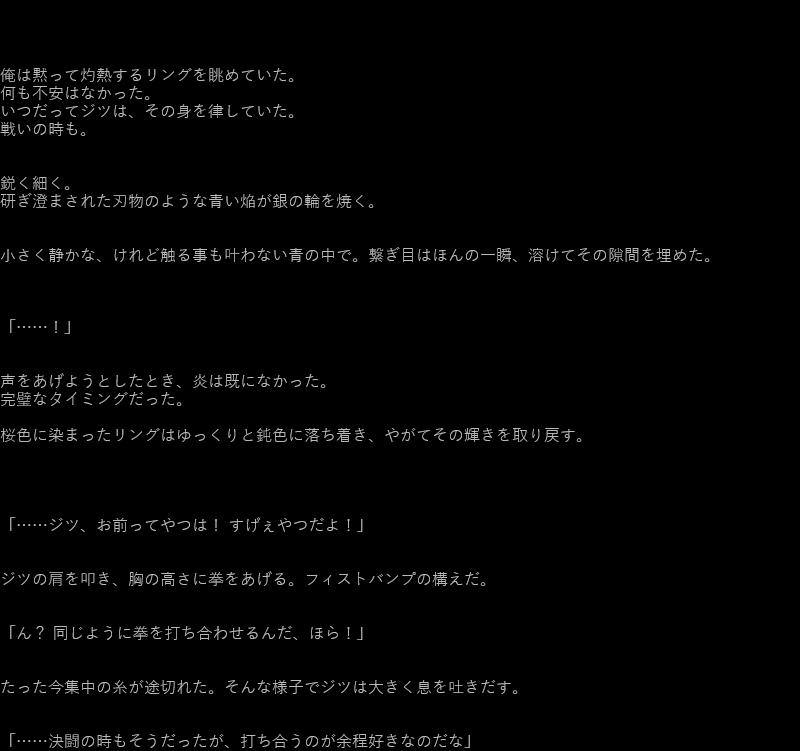 俺は黙って灼熱するリングを眺めていた。
何も不安はなかった。
いつだってジツは、その身を律していた。
戦いの時も。
鋭く細く。
研ぎ澄まされた刃物のような青い焔が銀の輪を焼く。
小さく静かな、けれど触る事も叶わない青の中で。繋ぎ目はほんの一瞬、溶けてその隙間を埋めた。
「……！」
声をあげようとしたとき、炎は既になかった。
完璧なタイミングだった。
桜色に染まったリングはゆっくりと鈍色に落ち着き、やがてその輝きを取り戻す。
「……ジツ、お前ってやつは！ すげぇやつだよ！」
ジツの肩を叩き、胸の高さに拳をあげる。フィストバンプの構えだ。
「ん？ 同じように拳を打ち合わせるんだ、ほら！」
たった今集中の糸が途切れた。そんな様子でジツは大きく息を吐きだす。
「……決闘の時もそうだったが、打ち合うのが余程好きなのだな」